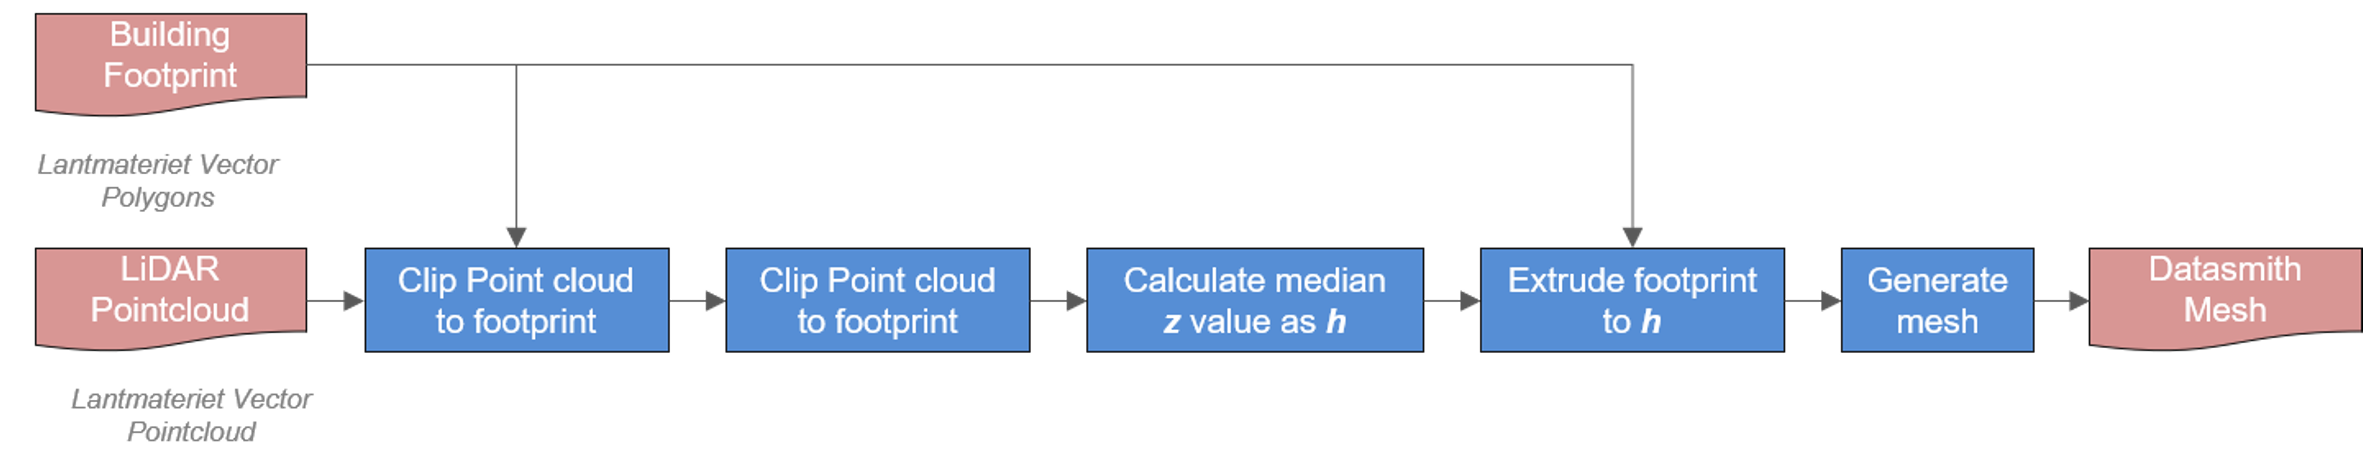 Building
Footprint
Lantmateriet Vector
Polygons
LiDAR
Pointcloud
Lantmateriet Vector
Pointcloud
Clip Point cloud
to footprint
Clip Point cloud
to footprint
Calculate median
z value as h
Extrude footprint
to h
Generate
mesh
Datasmith
Mesh